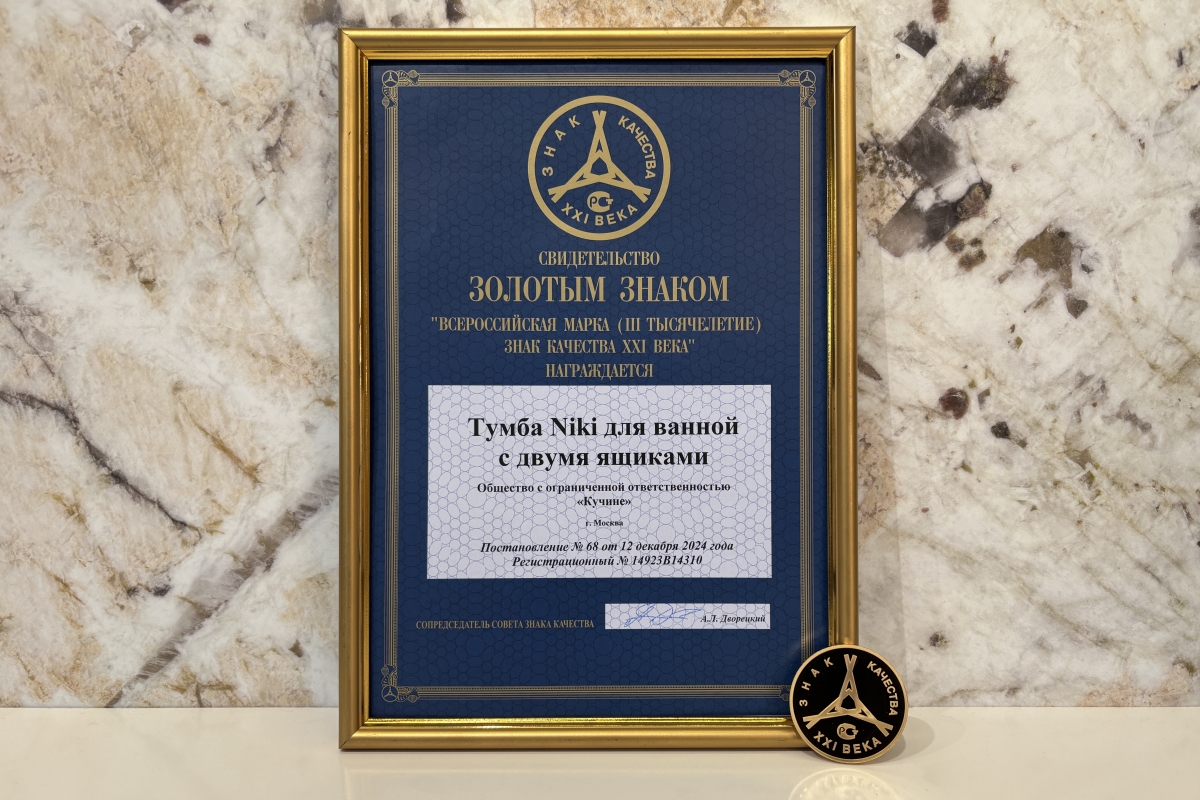 ЗНАК КАЧЕСТВА
XXI ВЕКА
СВИДЕТЕЛЬСТВО
ЗОЛОТЫМ ЗНАКОМ
"ВСЕРОССИЙСКАЯ МАРКА (III ТЫСЯЧЕЛЕТИЕ)
ЗНАК КАЧЕСТВА XXI ВЕКА"
НАГРАЖДАЕТСЯ
Тумба Niki для ванной
с двумя ящиками
Общество с ограниченной ответственностью
«Кучине»
г. Москва
Постановление № 68 от 12 декабря 2024 года
Регистрационный № 14923В14310
СОПРЕДСЕДАТЕЛЬ СОВЕТА ЗНАКА КАЧЕСТВА
А.Л. Дворецкий
ЗНАК КАЧЕСТВА
XXI ВЕКА